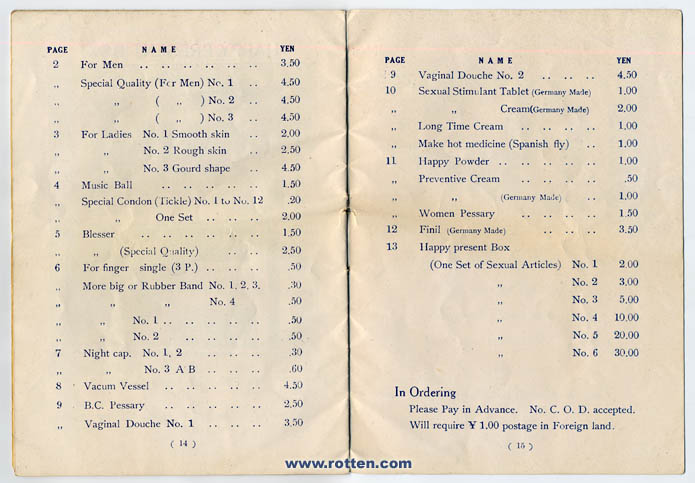 PAGE NAME YEN
2 For Men .. .. .. .. .. .. 3,50
„ Special Quality (For Men) No. 1 .. 4.50
„ „ ( „ ) No. 2 .. 4,50
„ „ ( „ ) No. 3 .. 4.50
3 For Ladies No. 1 Smooth skin .. 2,00
„ „ No. 2 Rough skin .. 2,50
„ „ No. 3 Gourd shape .. 4.50
4 Music Ball .. .. .. .. .. 1.50
„ Special Condon (Tickle) No. 1 to No. 12 .20
„ „ One Set .. .. 2,00
5 Blesser .. .. .. .. .. .. 1,50
„ „ (Special Quality) .. .. 2,50
6 For finger single (3 P.) .. .. .. .50
„ More big or Rubber Band No. 1, 2, 3. .30
„ „ „ „ No. 4 .50
„ „ No. 1 .. .. .. .. .. .50
„ „ No. 2 .. .. .. .. .50
7 Night cap. No. 1, 2 .. .. .. .30
„ „ No. 3 A B .. .. .. .60
8 Vacum Vessel .. .. .. .. .. 4.50
9 B.C. Pessary .. .. .. .. .. 2,50
„ Vaginal Douche No. 1 .. .. .. 3,50
( 14 )
PAGE NAME YEN
9 Vaginal Douche No. 2 .. .. .. 4,50
10 Sexual Stimulant Tablet (Germany Made) 1,00
„ „ Cream(Germany Made) 2,00
„ Long Time Cream .. .. .. .. 1,00
„ Make hot medicine (Spanish fly) .. 1,00
11 Happy Powder .. .. .. .. .. 1,00
„ Preventive Cream .. .. .. .. .50
„ „ (Germany Made) .. 1,00
„ Women Pessary .. .. .. .. 1,50
12 Finil (Germany Made) .. .. .. .. 3,50
13 Happy present Box
(One Set of Sexual Articles) No. 1 2.00
„ No. 2 3,00
„ No. 3 5,00
„ No. 4 10,00
„ No. 5 20,00
„ No. 6 30,00
In Ordering
Please Pay in Advance. No. C. O. D. accepted.
Will require ¥ 1.00 postage in Foreign land.
( 15 )
www.rotten.com